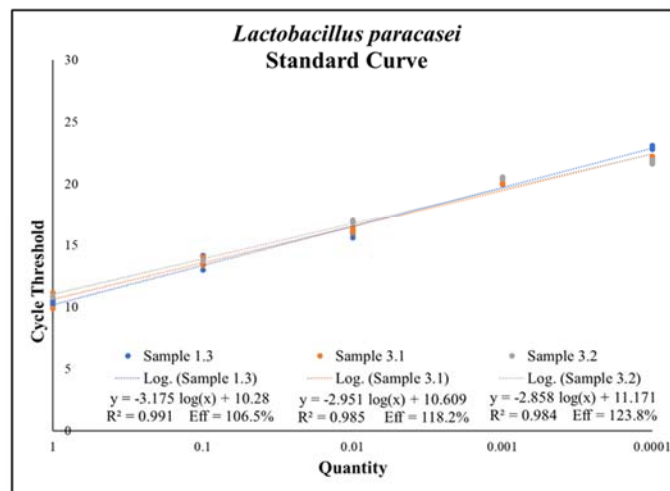 Lactobacillus paracasei
Standard Curve
30
25
20
15
10
5
0
Cycle Threshold
Sample 1.3 Sample 3.1 Sample 3.2
Log. (Sample 1.3) Log. (Sample 3.1) Log. (Sample 3.2)
y = -3.175 log(x) + 10.28 y = -2.951 log(x) + 10.609 y = -2.858 log(x) + 11.171
R² = 0.991 Eff = 106.5% R² = 0.985 Eff = 118.2% R² = 0.984 Eff = 123.8%
1 0.1 0.01 0.001 0.0001
Quantity